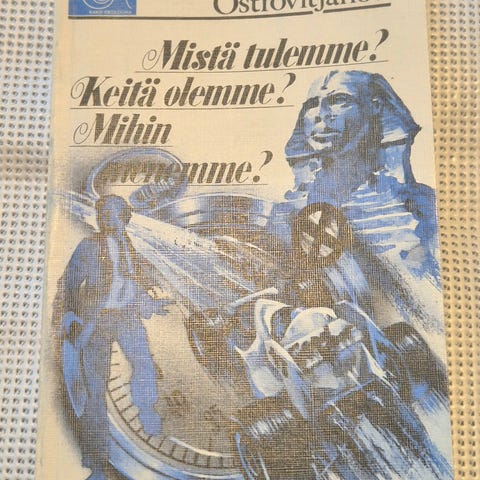 Ostrovitjanov
Mistä tulemme?
Keitä olemme?
Mihin
menemme?